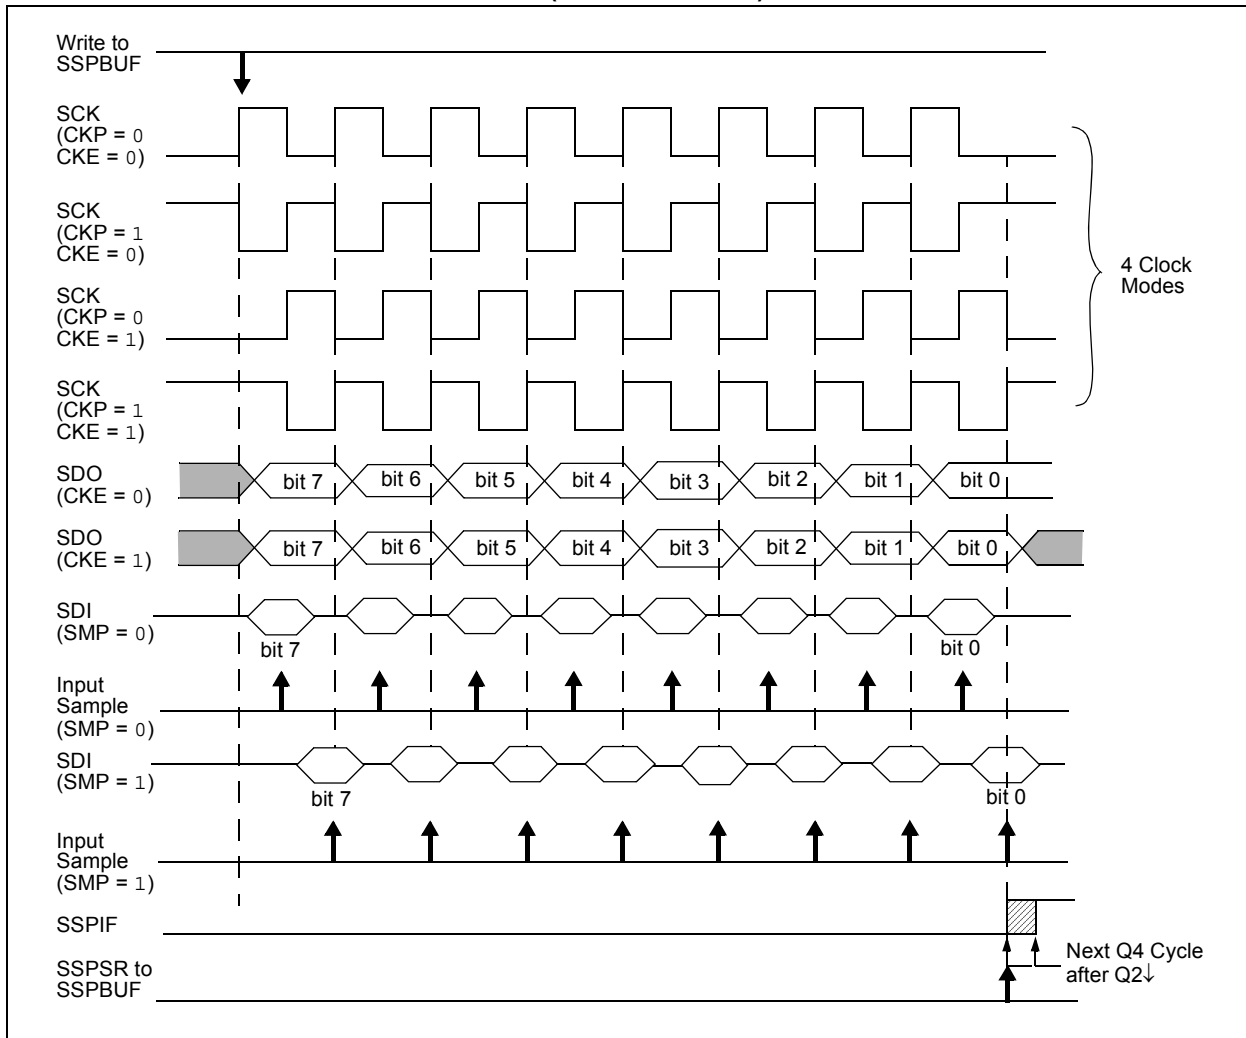 Write to
SSPBUF
SCK
(CKP = 0
CKE = 0)
SCK
(CKP = 1
CKE = 0)
SCK
(CKP = 0
CKE = 1)
SCK
(CKP = 1
CKE = 1)
4 Clock
Modes
SDO
(CKE = 0)
bit 7 bit 6 bit 5 bit 4 bit 3 bit 2 bit 1 bit 0
SDO
(CKE = 1)
bit 7 bit 6 bit 5 bit 4 bit 3 bit 2 bit 1 bit 0
SDI
(SMP = 0)
bit 7 bit 0
Input
Sample
(SMP = 0)
SDI
(SMP = 1)
bit 7 bit 0
Input
Sample
(SMP = 1)
SSPIF
Next Q4 Cycle
after Q2↓
SSPSR to
SSPBUF